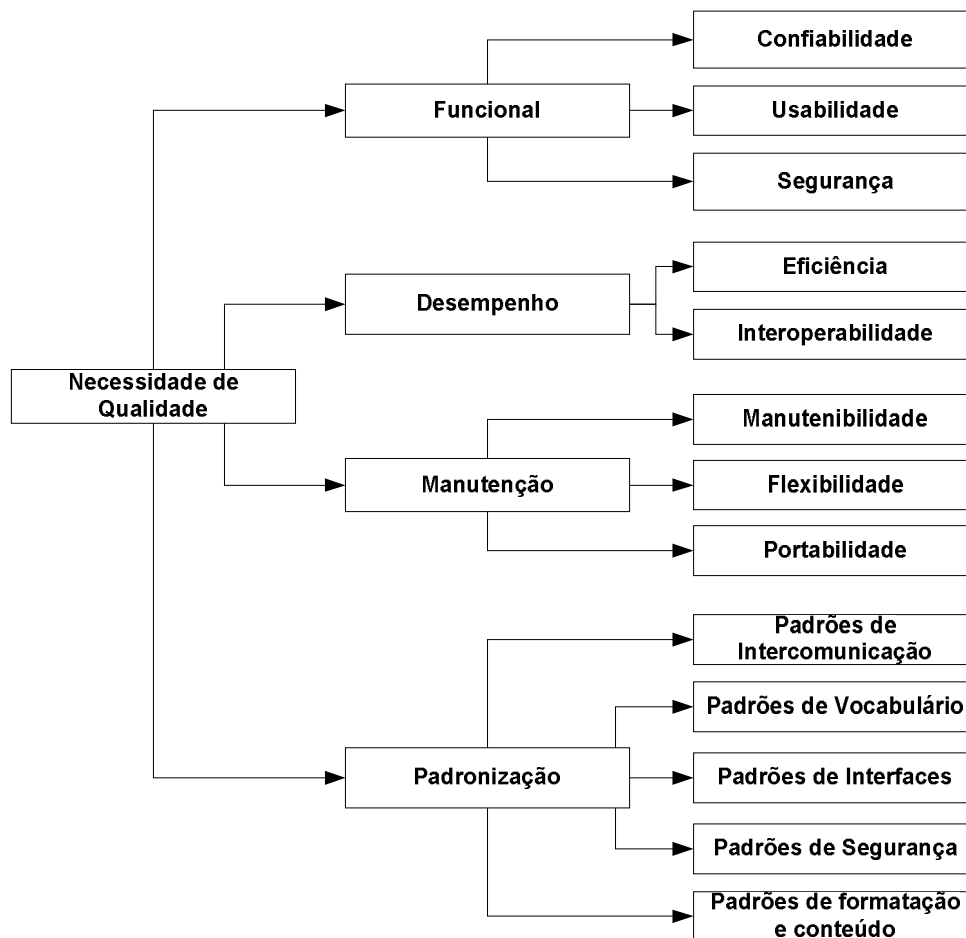 Confiabilidade
Funcional
Usabilidade
Segurança
Eficiência
Desempenho
Interoperabilidade
Necessidade de
Qualidade
Manutenibilidade
Manutenção
Flexibilidade
Portabilidade
Padrões de
Intercomunicação
Padrões de Vocabulário
Padronização
Padrões de Interfaces
Padrões de Segurança
Padrões de formatação
e conteúdo